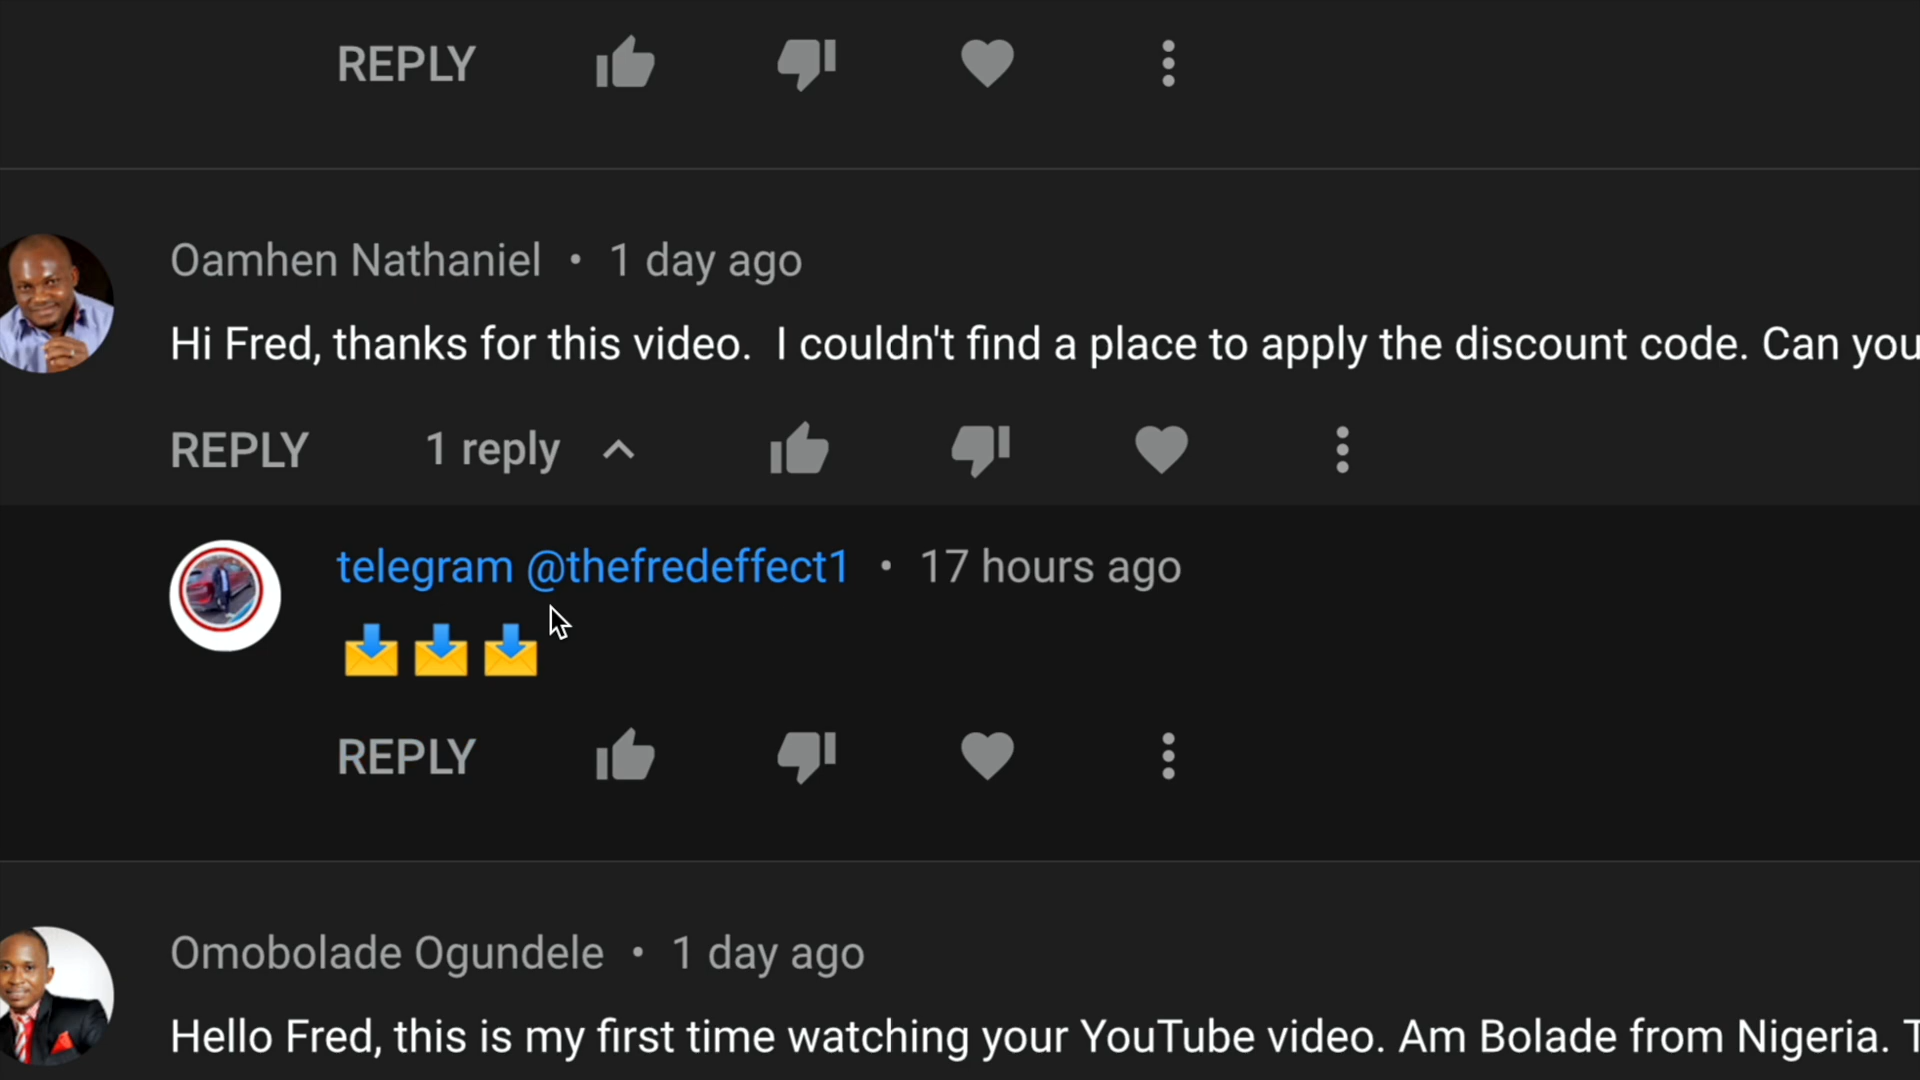 REPLY
Oamhen Nathaniel • 1 day ago
Hi Fred, thanks for this video.  I couldn't find a place to apply the discount code. Can you
REPLY 1 reply
telegram @thefredeffect1 • 17 hours ago
REPLY
Omobolade Ogundele • 1 day ago
Hello Fred, this is my first time watching your YouTube video. Am Bolade from Nigeria. T